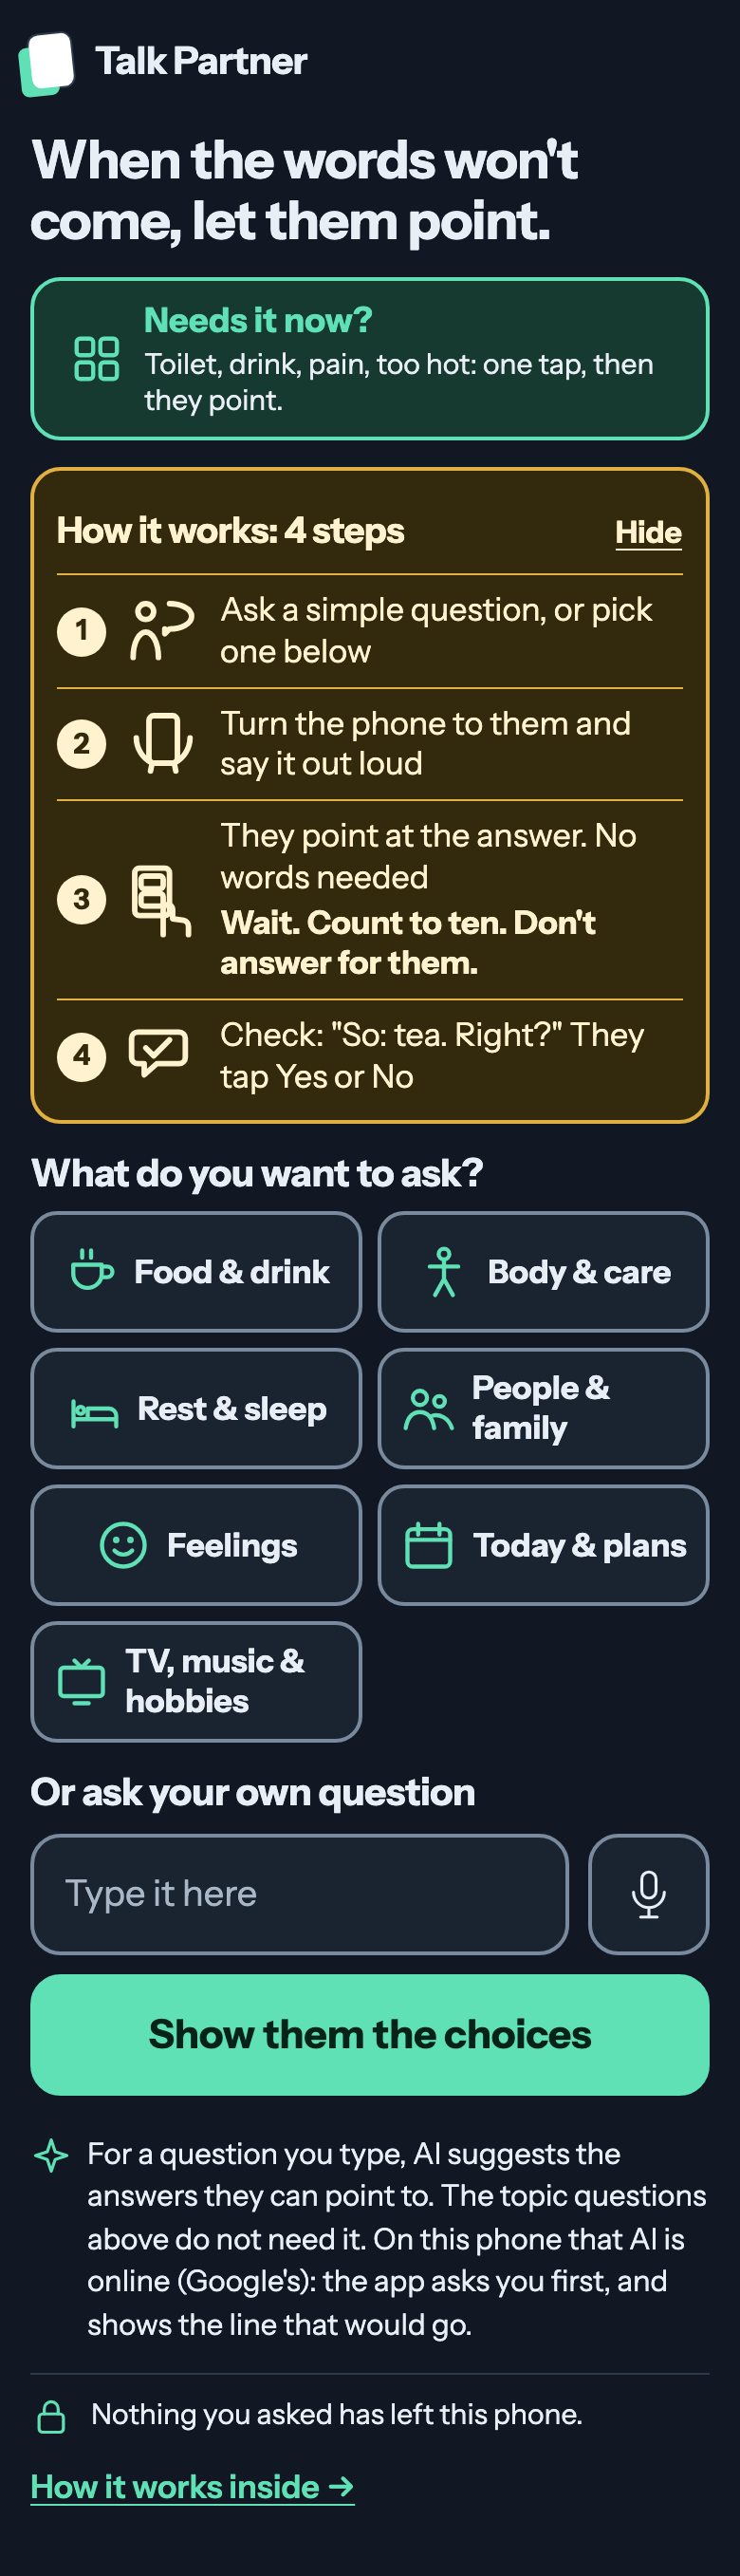 Talk Partner
When the words won't
come, let them point.
Needs it now?
Toilet, drink, pain, too hot: one tap, then
they point.
How it works: 4 steps
Hide
1
Ask a simple question, or pick
one below
2
Turn the phone to them and
say it out loud
3
They point at the answer. No
words needed
Wait. Count to ten. Don't
answer for them.
4
Check: "So: tea. Right?" They
tap Yes or No
What do you want to ask?
Food & drink
Body & care
Rest & sleep
People &
family
Feelings
Today & plans
TV, music &
hobbies
Or ask your own question
Type it here
Show them the choices
For a question you type, AI suggests the
answers they can point to. The topic questions
above do not need it. On this phone that AI is
online (Google's): the app asks you first, and
shows the line that would go.
Nothing you asked has left this phone.
How it works inside →